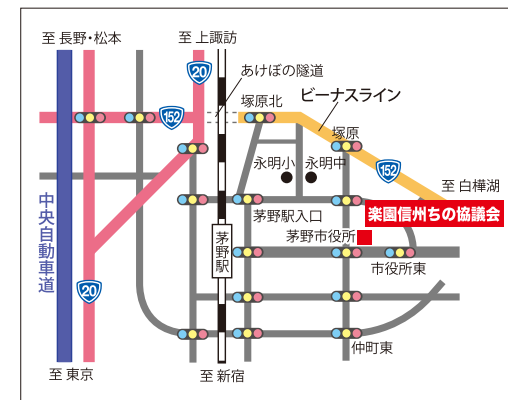 至 長野・松本
至 上諏訪
20
あけぼの隧道
塚原北
ビーナスライン
152
塚原
永明小
永明中
152
至 白樺湖
楽園信州ちの協議会
茅野駅入口
茅野市役所
中央自動車道
茅野駅
市役所東
20
仲町東
至 東京
至 新宿